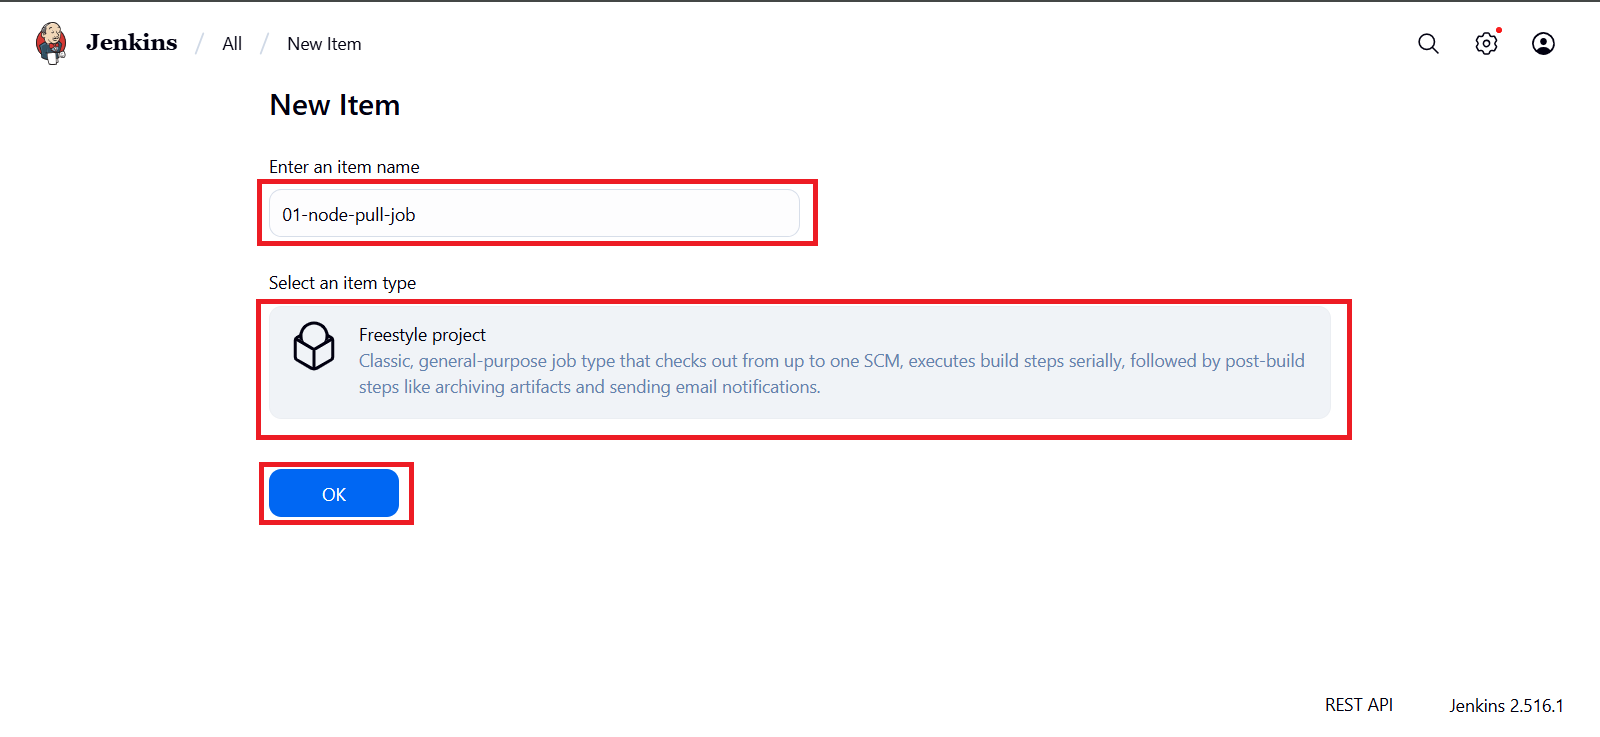 Jenkins / All / New Item
New Item
Enter an item name
01-node-pull-job
Select an item type
Freestyle project
Classic, general-purpose job type that checks out from up to one SCM, executes build steps serially, followed by post-build
steps like archiving artifacts and sending email notifications.
OK
REST API Jenkins 2.516.1